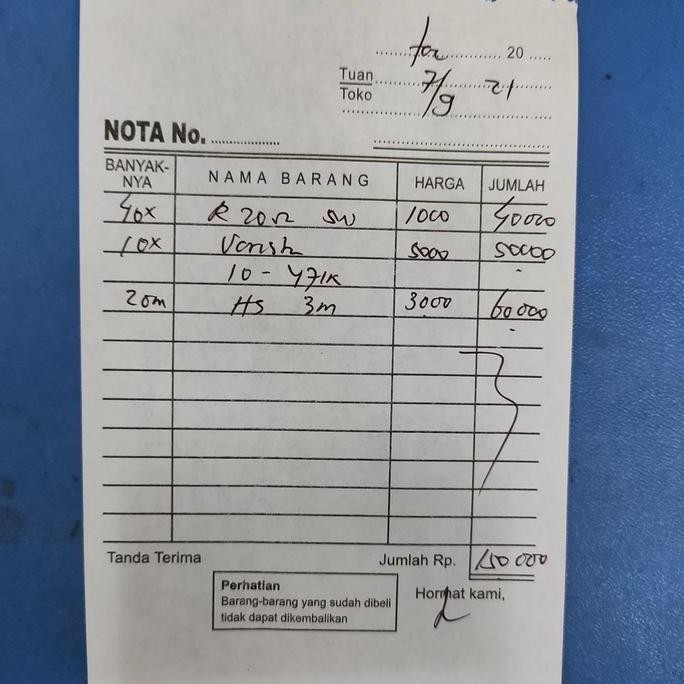 20
Tuan 7/9 21
Toko
NOTA No.
BANYAK-NYA NAMA BARANG HARGA JUMLAH
40x R 20Ω 5W 1000 40000
10x 5000 50000
10-471K
20m HS 3m 3000 60000
Tanda Terima Jumlah Rp. 150 000
Perhatian
Barang-barang yang sudah dibeli
tidak dapat dikembalikan
Hormat kami,